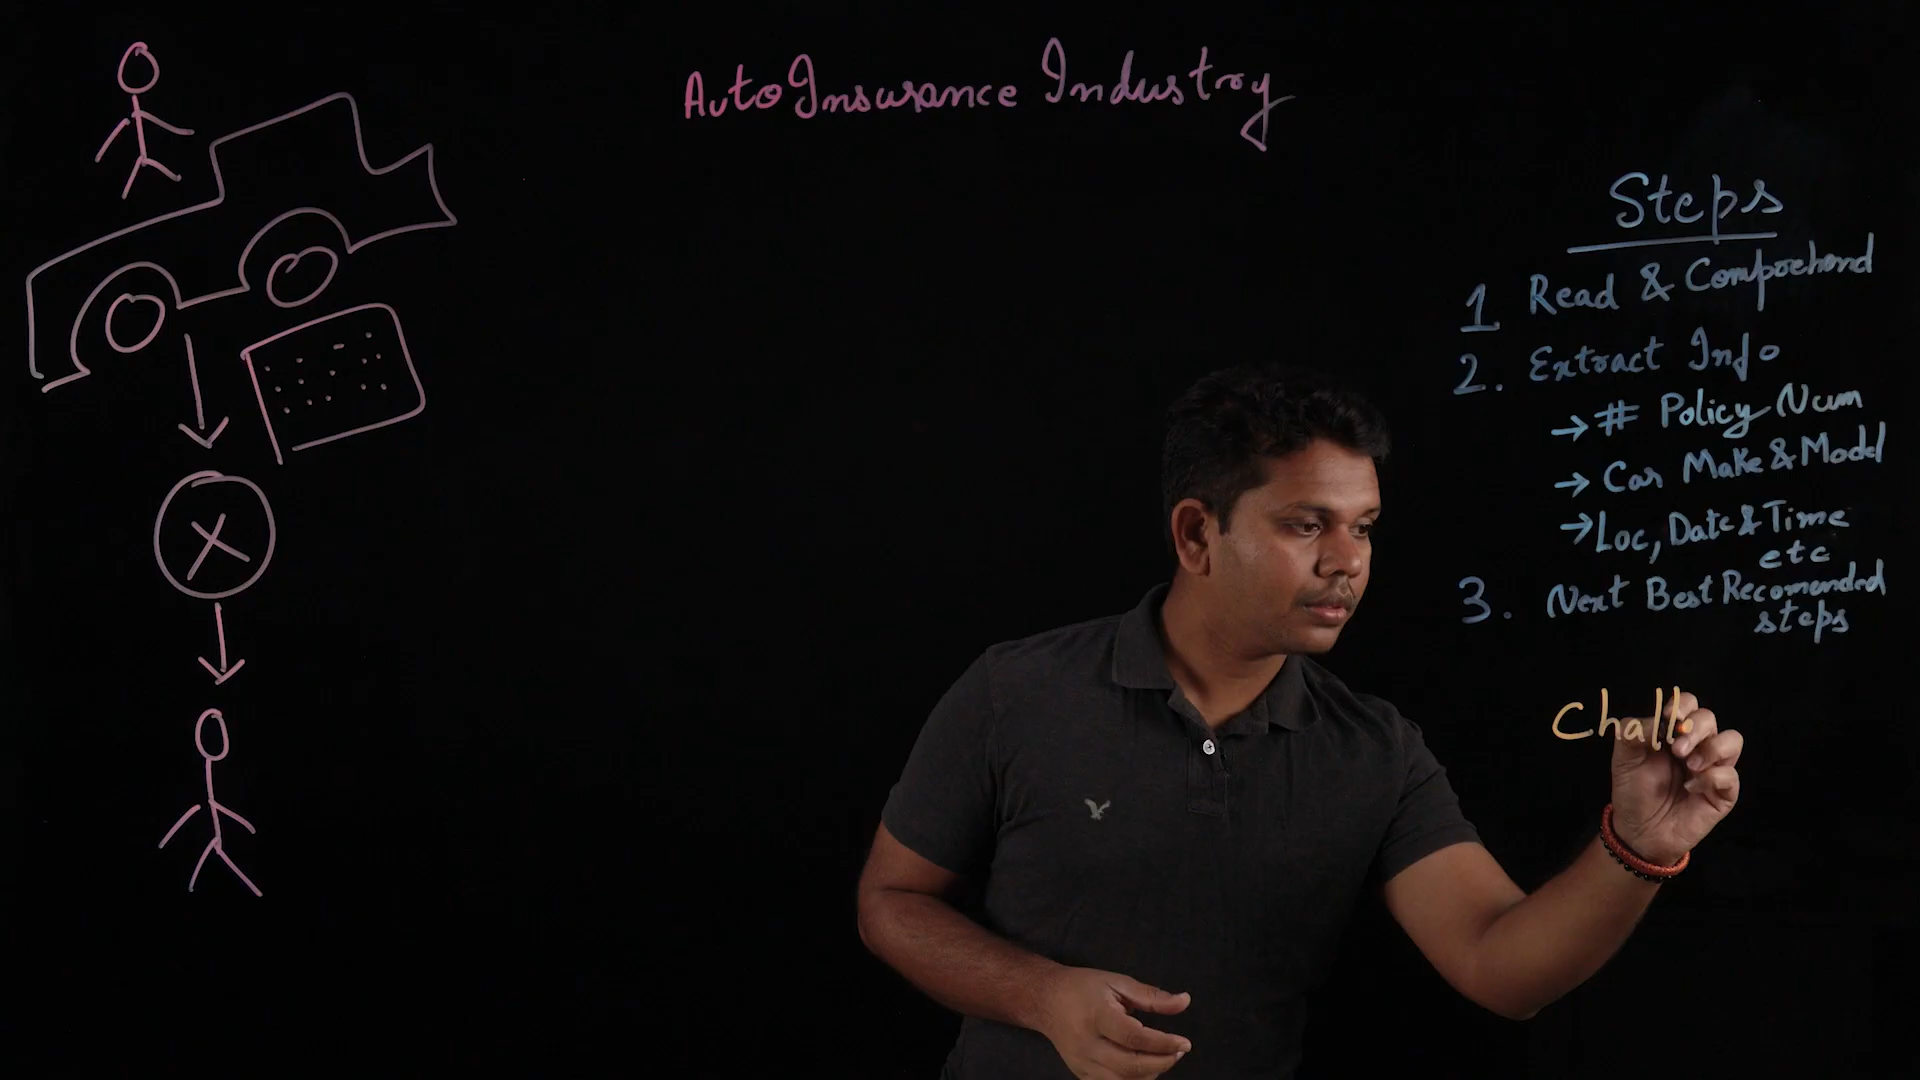 Auto Insurance Industry
Steps
1 Read & Comprehend
2. Extract Info
→ # Policy Num
→ Car Make & Model
→ Loc, Date & Time
etc
3. Next Best Recomended
steps
Chall
X